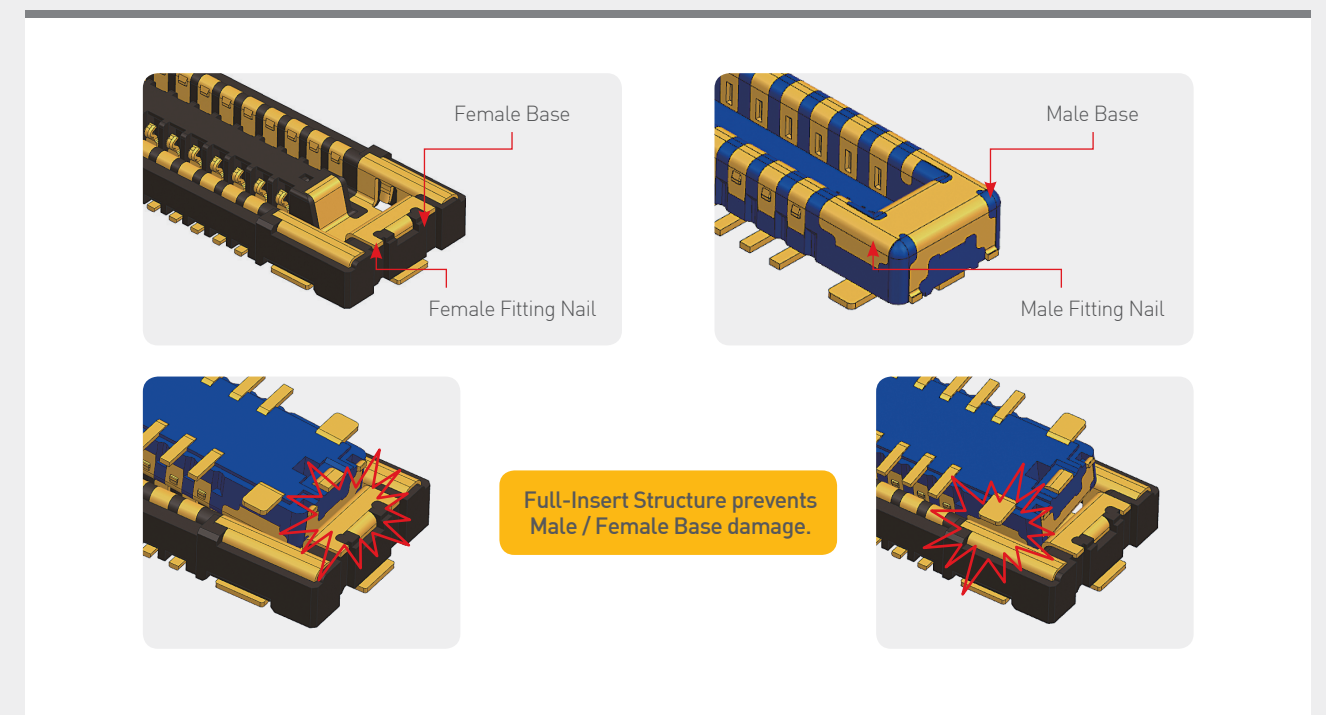 Female Base
Male Base
Female Fitting Nail
Male Fitting Nail
Full-Insert Structure prevents
Male / Female Base damage.